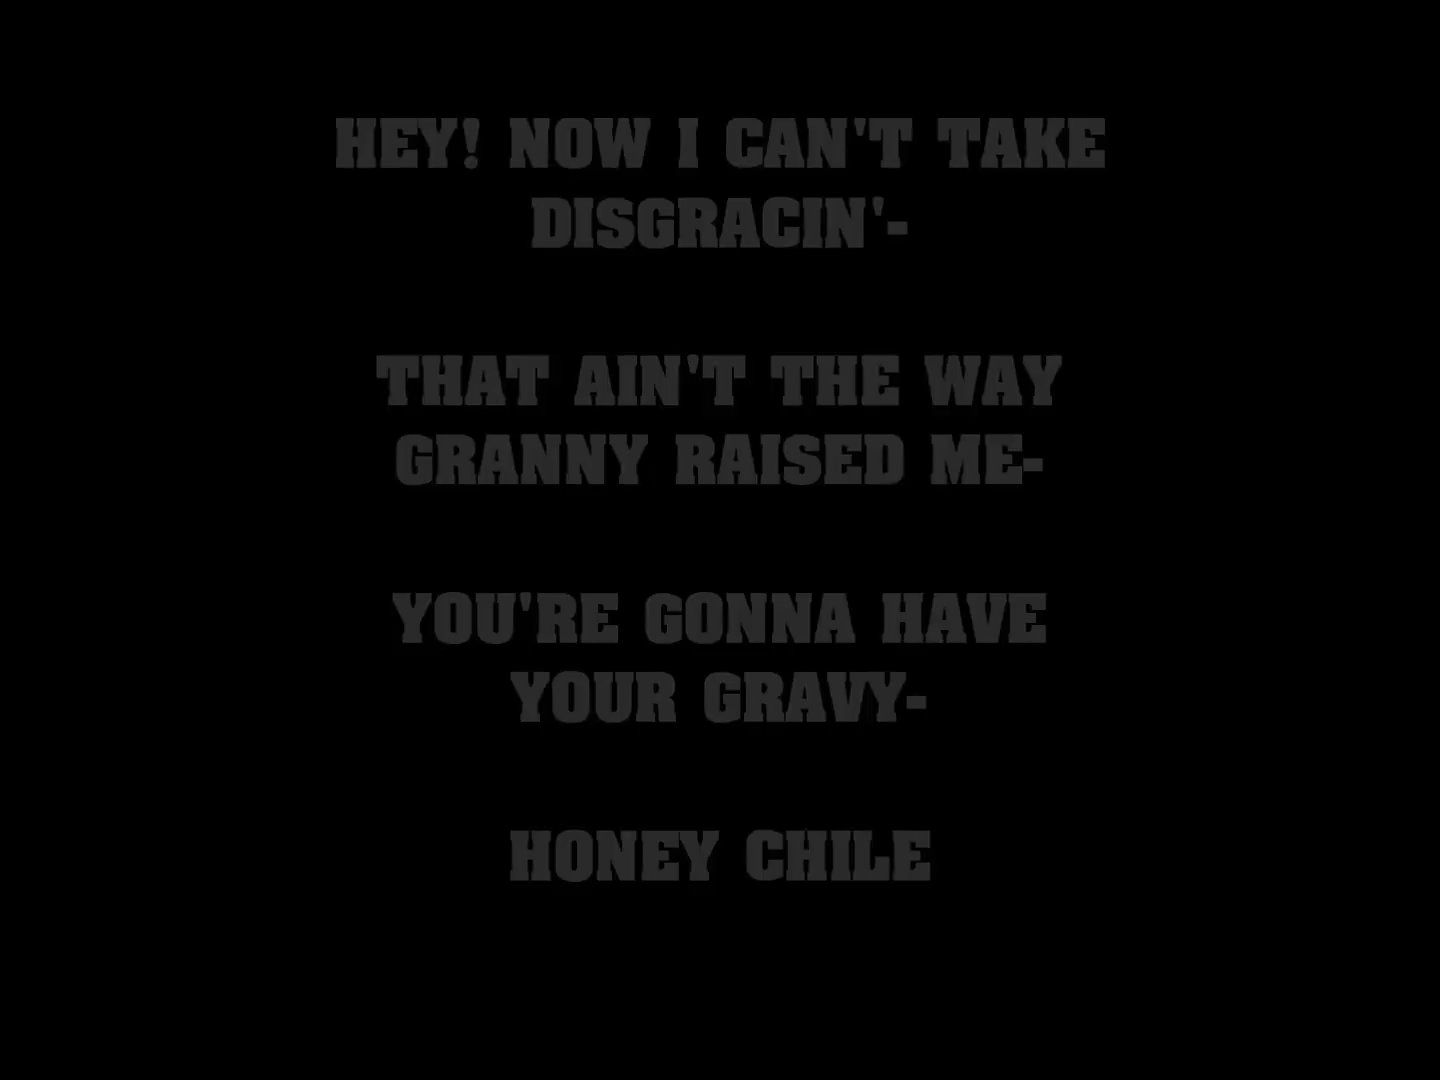 HEY! NOW I CAN'T TAKE
DISGRACIN'-
THAT AIN'T THE WAY
GRANNY RAISED ME-
YOU'RE GONNA HAVE
YOUR GRAVY-
HONEY CHILE